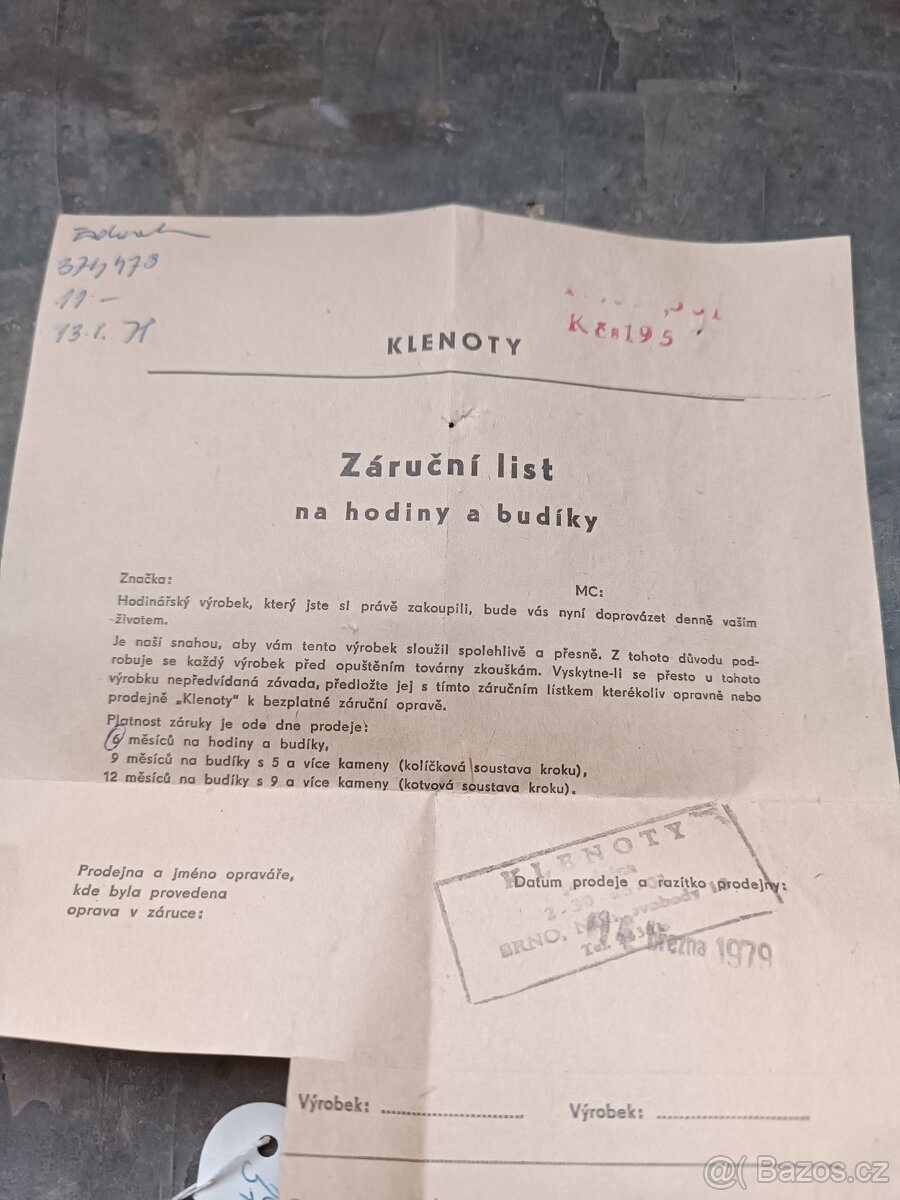 374473
11.-
13.1.
KLENOTY
Kčs195
Záruční list
na hodiny a budíky
Značka:
MC:
Hodinářský výrobek, který jste si právě zakoupili, bude vás nyní doprovázet denně vašim
životem.
Je naší snahou, aby vám tento výrobek sloužil spolehlivě a přesně. Z tohoto důvodu pod-
robuje se každý výrobek před opuštěním továrny zkouškám. Vyskytne-li se přesto u tohoto
výrobku nepředvídaná závada, předložte jej s tímto záručním lístkem kterékoliv opravně nebo
prodejně „Klenoty“ k bezplatné záruční opravě.
Platnost záruky je ode dne prodeje:
6 měsíců na hodiny a budíky,
9 měsíců na budíky s 5 a více kameny (kolíčková soustava kroku),
12 měsíců na budíky s 9 a více kameny (kotvová soustava kroku).
Prodejna a jméno opraváře,
kde byla provedena
oprava v záruce:
KLENOTY
Datum prodeje a razítko prodejny:
BRNO, svobody
Tel.
března 1979
Výrobek:
Výrobek:
@( Bazos.cz